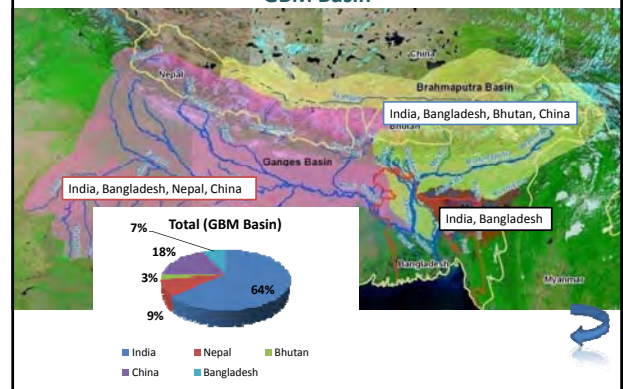 GBM Basin
China
Nepal
Brahmaputra Basin
India, Bangladesh, Bhutan, China
Bhutan
Ganges Basin
India, Bangladesh, Nepal, China
India, Bangladesh
Bangladesh
Myanmar
Total (GBM Basin)
7%
18%
3%
64%
9%
India
Nepal
Bhutan
China
Bangladesh